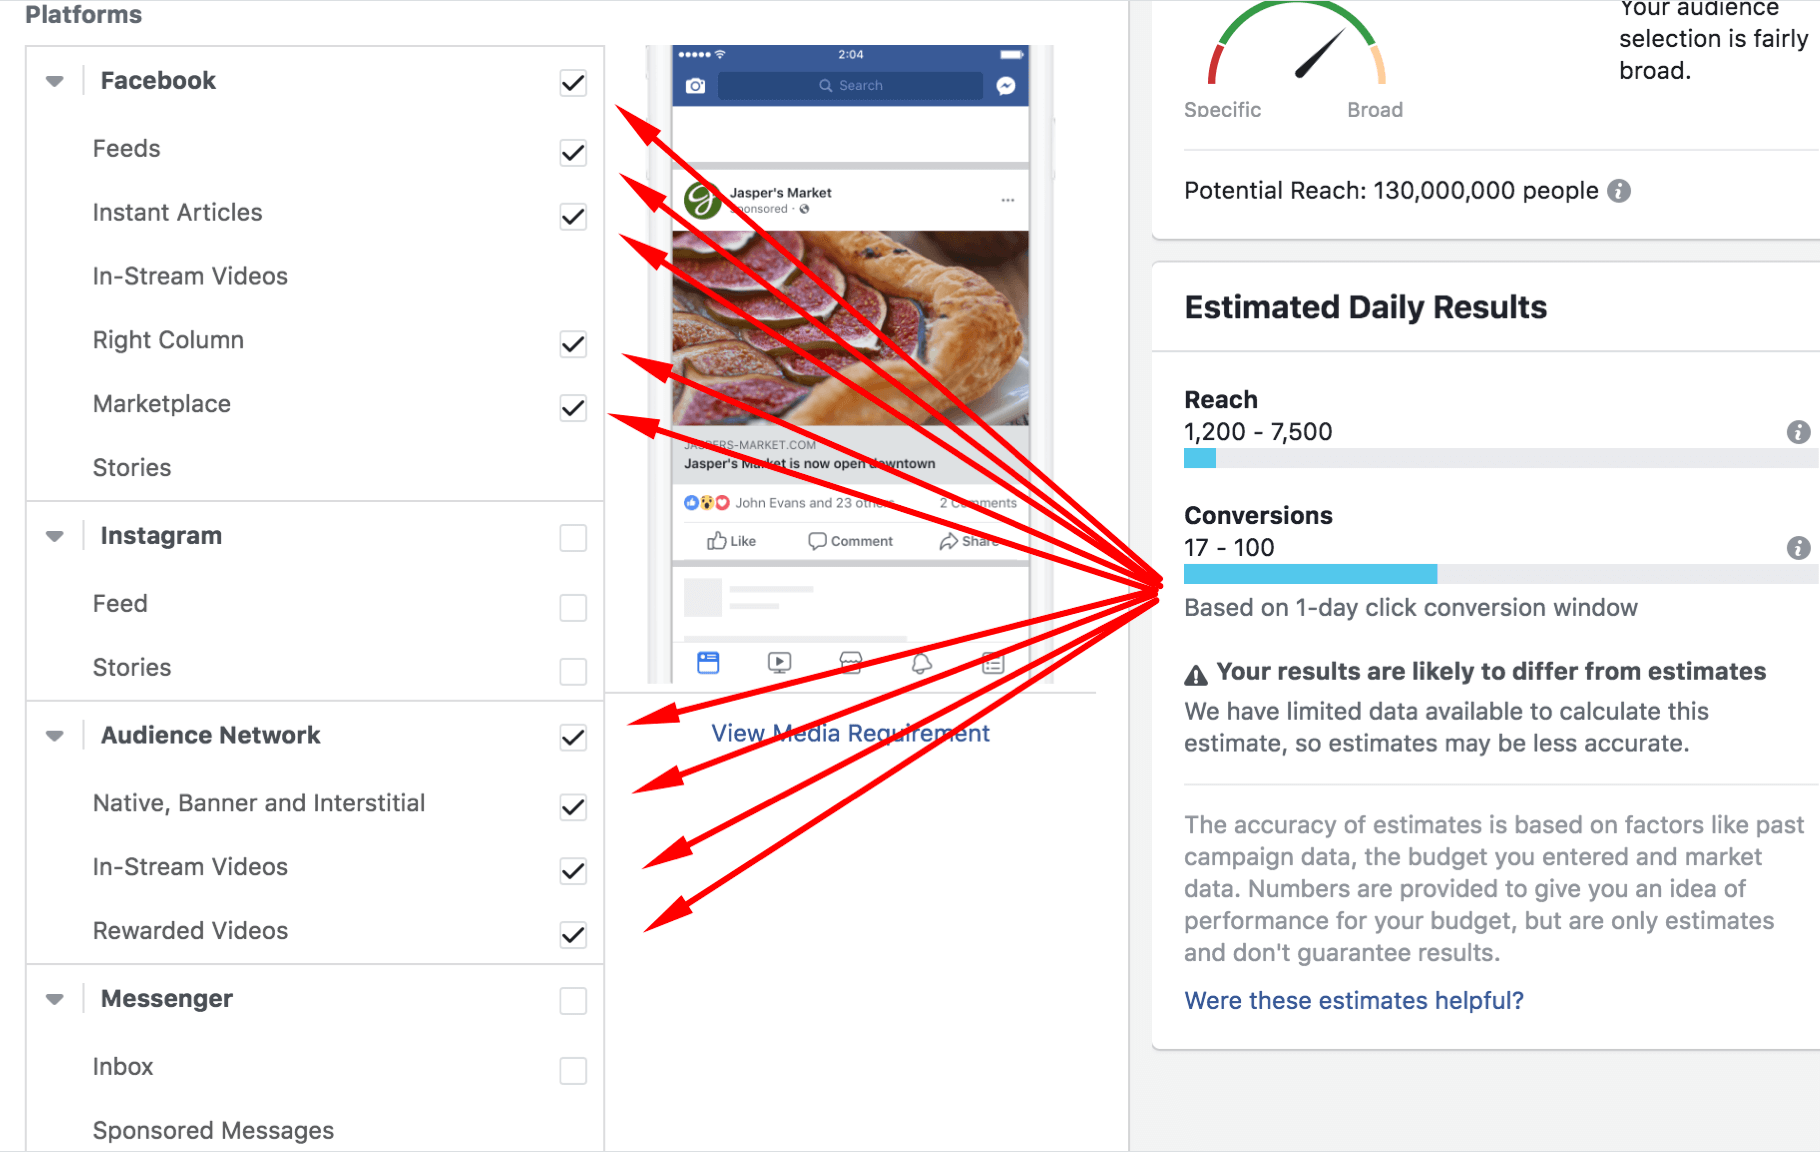 Platforms
Facebook
Feeds
Instant Articles
In-Stream Videos
Right Column
Marketplace
Stories
Instagram
Feed
Stories
Audience Network
Native, Banner and Interstitial
In-Stream Videos
Rewarded Videos
Messenger
Inbox
Sponsored Messages
2:04
Search
Jasper's Market
Sponsored
JASPERS-MARKET.COM
Jasper's Market is now open downtown
John Evans and 23 others
2 Comments
Like
Comment
Share
View Media Requirement
Your audience
selection is fairly
broad.
Specific
Broad
Potential Reach: 130,000,000 people
Estimated Daily Results
Reach
1,200 - 7,500
Conversions
17 - 100
Based on 1-day click conversion window
Your results are likely to differ from estimates
We have limited data available to calculate this
estimate, so estimates may be less accurate.
The accuracy of estimates is based on factors like past
campaign data, the budget you entered and market
data. Numbers are provided to give you an idea of
performance for your budget, but are only estimates
and don't guarantee results.
Were these estimates helpful?